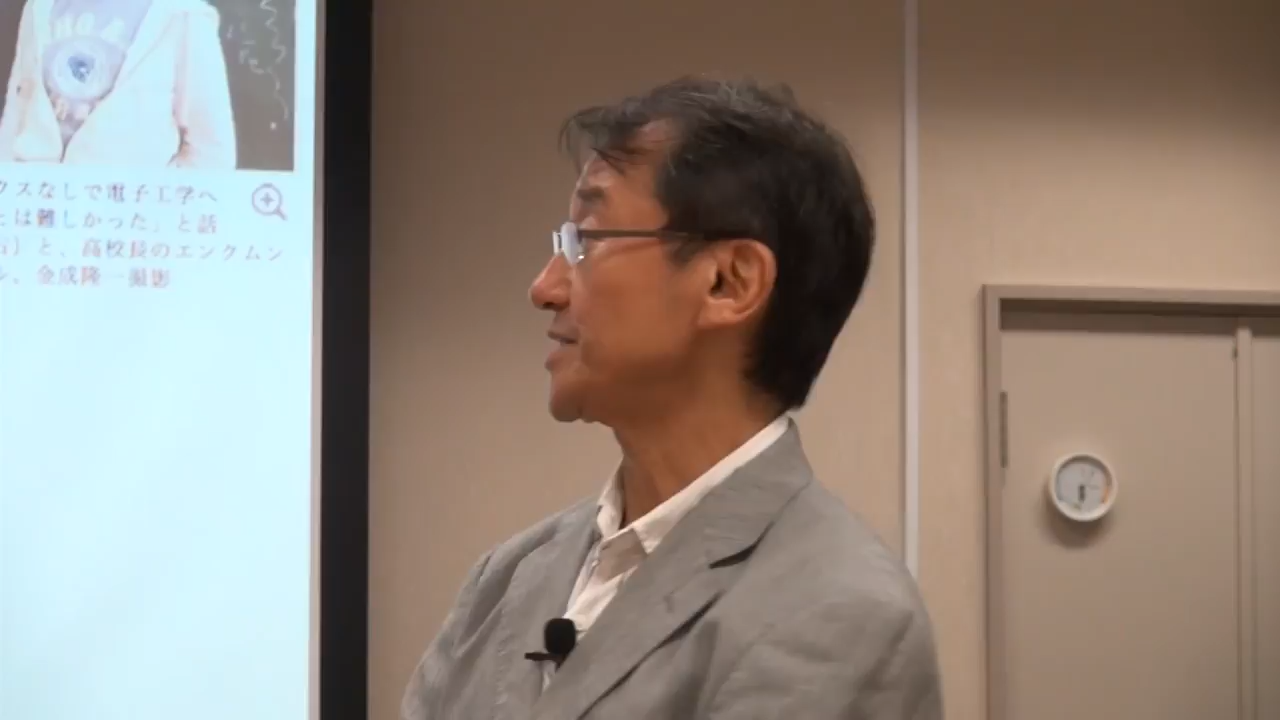 クスなしで電子工学へ
とは難しかった」と話
右）と、高校長のエンクムン
ル、金成隆一撮影